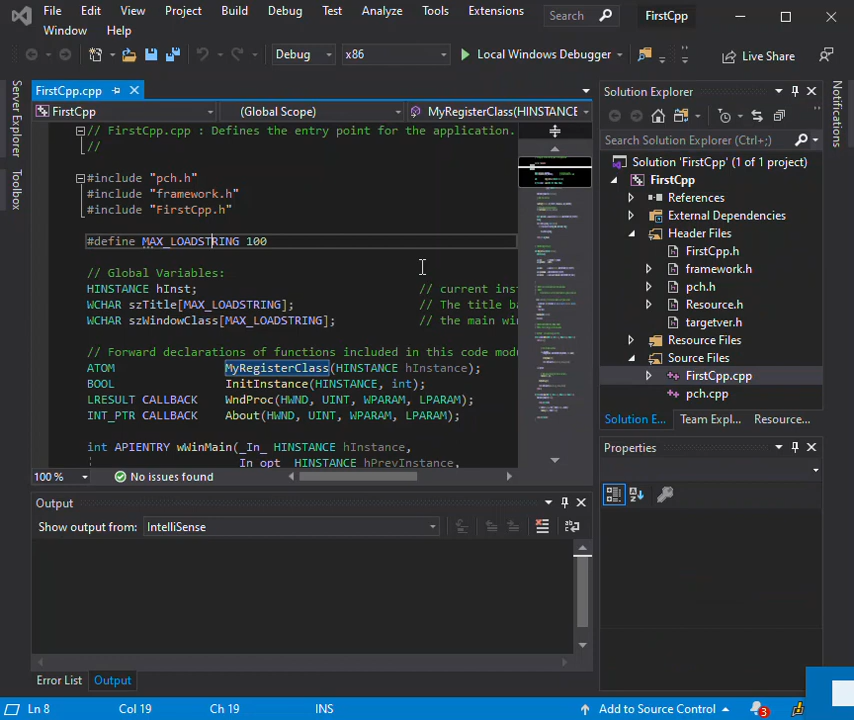 File Edit View Project Build Debug Test Analyze Tools Extensions
Search
FirstCpp
Window Help
Debug
x86
Local Windows Debugger
Live Share
Server Explorer
Toolbox
FirstCpp.cpp
FirstCpp
(Global Scope)
MyRegisterClass(HINSTANCE
// FirstCpp.cpp : Defines the entry point for the application.
//
#include "pch.h"
#include "framework.h"
#include "FirstCpp.h"
#define MAX_LOADSTRING 100
// Global Variables:
HINSTANCE hInst; // current inst
WCHAR szTitle[MAX_LOADSTRING]; // The title ba
WCHAR szWindowClass[MAX_LOADSTRING]; // the main win
// Forward declarations of functions included in this code modu
ATOM MyRegisterClass(HINSTANCE hInstance);
BOOL InitInstance(HINSTANCE, int);
LRESULT CALLBACK WndProc(HWND, UINT, WPARAM, LPARAM);
INT_PTR CALLBACK About(HWND, UINT, WPARAM, LPARAM);
int APIENTRY wWinMain(_In_ HINSTANCE hInstance,
In opt HINSTANCE hPrevInstance,
100 %
No issues found
Output
Show output from:
IntelliSense
Error List
Output
Solution Explorer
Search Solution Explorer (Ctrl+;)
Solution 'FirstCpp' (1 of 1 project)
FirstCpp
References
External Dependencies
Header Files
FirstCpp.h
framework.h
pch.h
Resource.h
targetver.h
Resource Files
Source Files
FirstCpp.cpp
pch.cpp
Solution E...
Team Expl...
Resource...
Properties
Notifications
Ln 8
Col 19
Ch 19
INS
Add to Source Control
3